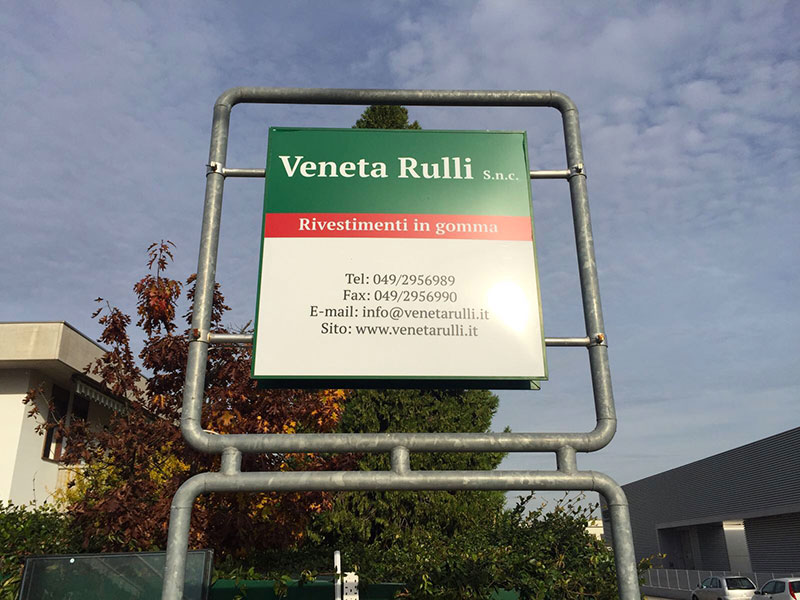 Veneta Rulli S.n.c.
Rivestimenti in gomma
Tel: 049/2956989
Fax: 049/2956990
E-mail: info@venetarulli.it
Sito: www.venetarulli.it